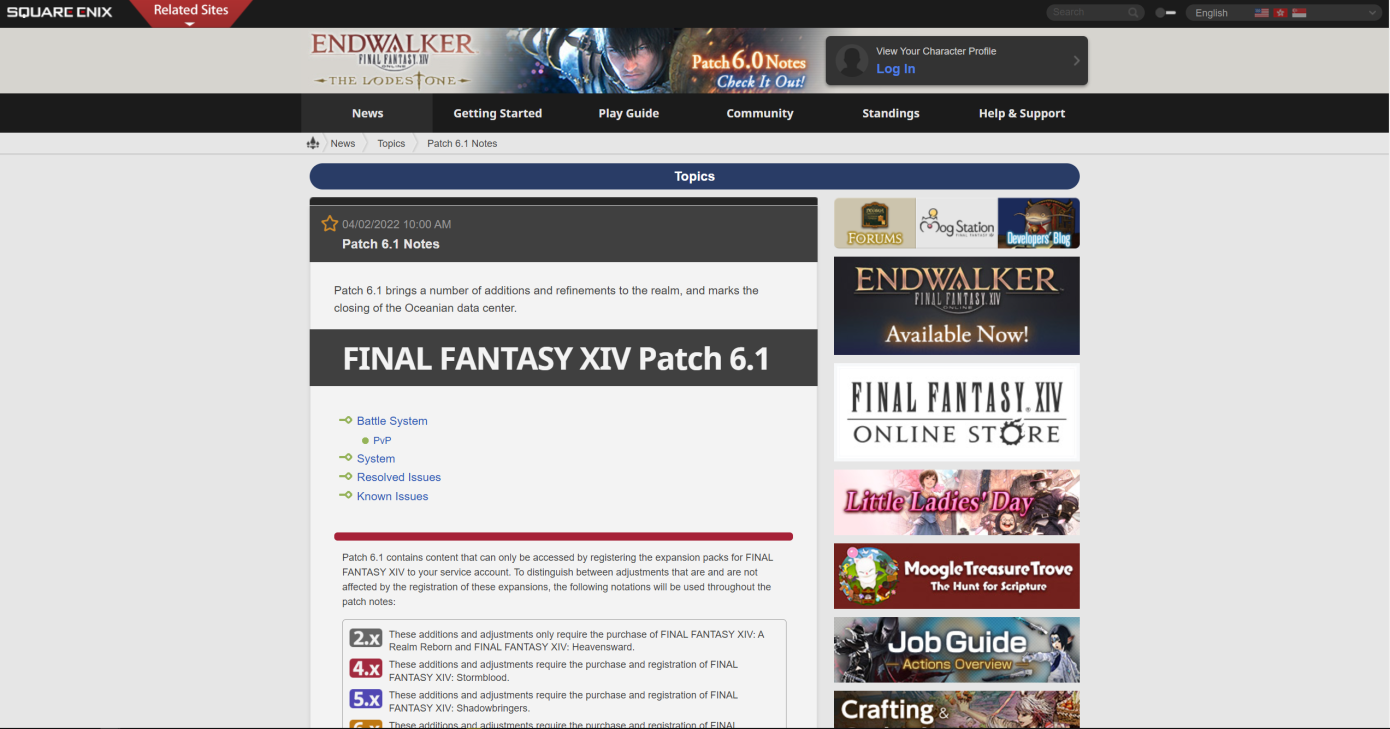 SQUARE ENIX
Related Sites
Search
English
ENDWALKER
FINAL FANTASY XIV
THE LODESTONE
Patch 6.0 Notes
Check It Out!
View Your Character Profile
Log In
News
Getting Started
Play Guide
Community
Standings
Help & Support
News
Topics
Patch 6.1 Notes
Topics
04/02/2022 10:00 AM
Patch 6.1 Notes
Patch 6.1 brings a number of additions and refinements to the realm, and marks the
closing of the Oceanian data center.
FINAL FANTASY XIV Patch 6.1
Battle System
PvP
System
Resolved Issues
Known Issues
Patch 6.1 contains content that can only be accessed by registering the expansion packs for FINAL
FANTASY XIV to your service account. To distinguish between adjustments that are and are not
affected by the registration of these expansions, the following notations will be used throughout the
patch notes:
2.x
These additions and adjustments only require the purchase of FINAL FANTASY XIV: A
Realm Reborn and FINAL FANTASY XIV: Heavensward.
4.x
These additions and adjustments require the purchase and registration of FINAL
FANTASY XIV: Stormblood.
5.x
These additions and adjustments require the purchase and registration of FINAL
FANTASY XIV: Shadowbringers.
These additions and adjustments require the purchase and registration of FINAL
FORUMS
Mog Station
Developers' Blog
ENDWALKER
FINAL FANTASY XIV
ONLINE
Available Now!
FINAL FANTASY XIV
ONLINE STORE
Little Ladies' Day
Moogle Treasure Trove
The Hunt for Scripture
Job Guide
Actions Overview
Crafting &